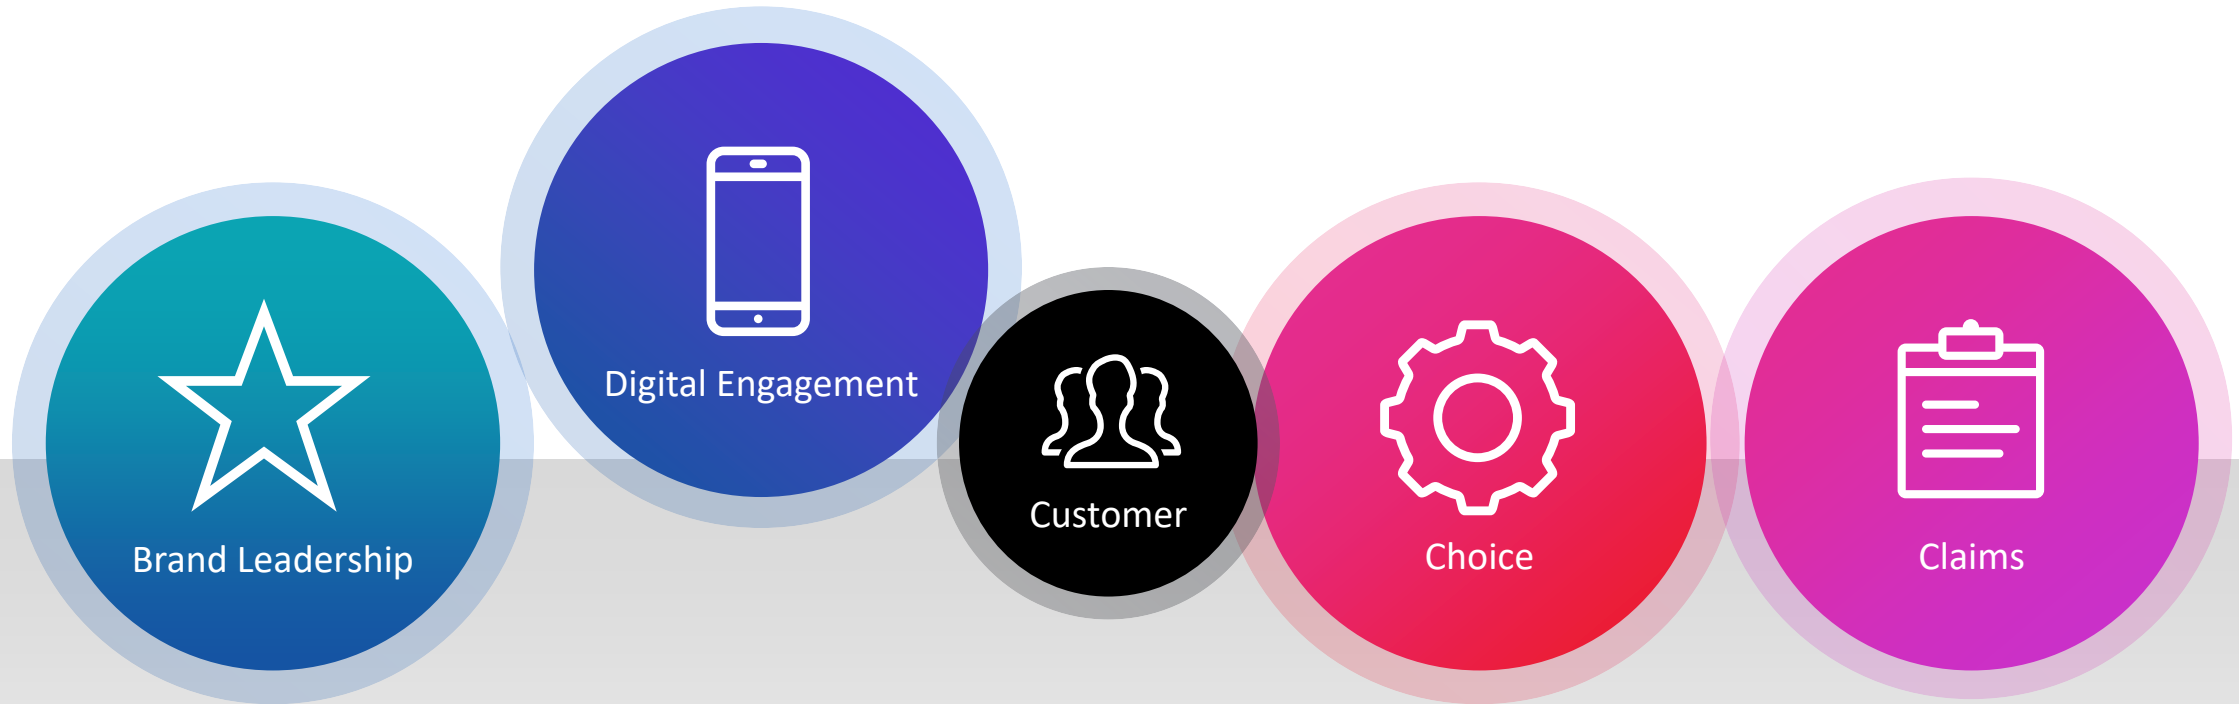 Brand Leadership
Digital Engagement
Customer
Choice
Claims